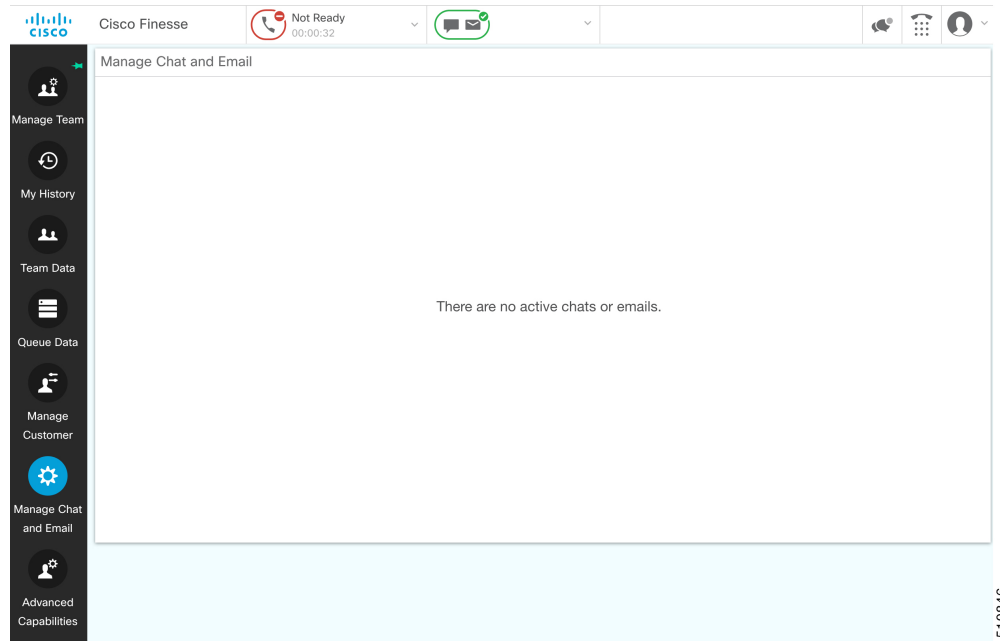 CISCO
Cisco Finesse
Not Ready
00:00:32
Manage Chat and Email
Manage Team
My History
Team Data
Queue Data
Manage
Customer
Manage Chat
and Email
Advanced
Capabilities
There are no active chats or emails.